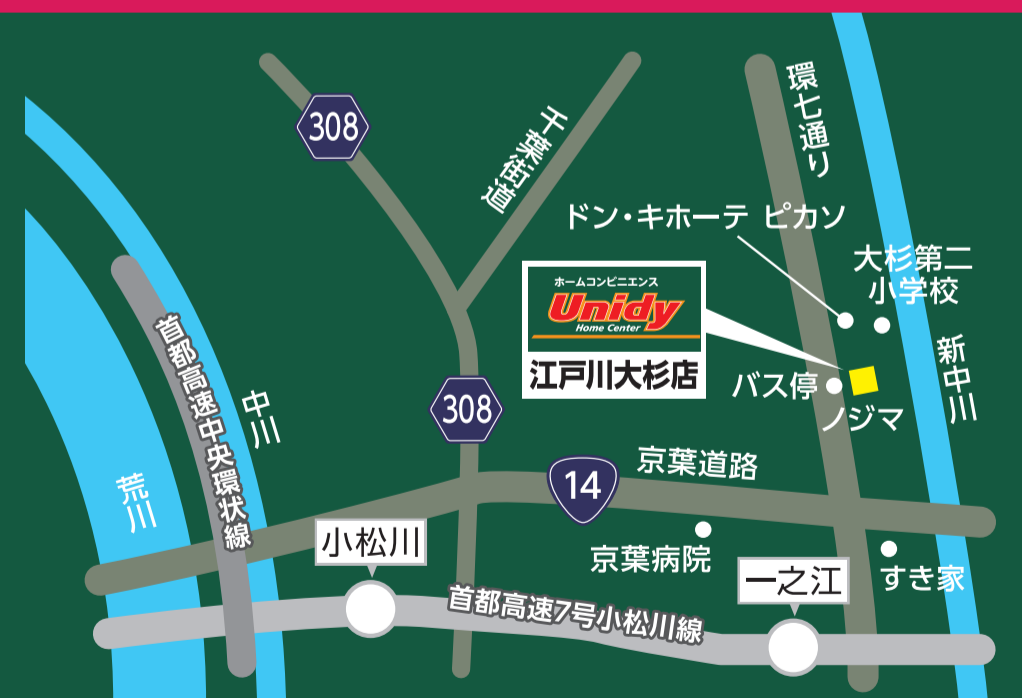 308
千葉街道
環七通り
ドン・キホーテ ピカソ
大杉第二
小学校
ホームコンビニエンス
Unidy
Home Center
江戸川大杉店
バス停
ノジマ
新中川
首都高速中央環状線
中川
荒川
308
京葉道路
14
小松川
京葉病院
一之江
すき家
首都高速7号小松川線